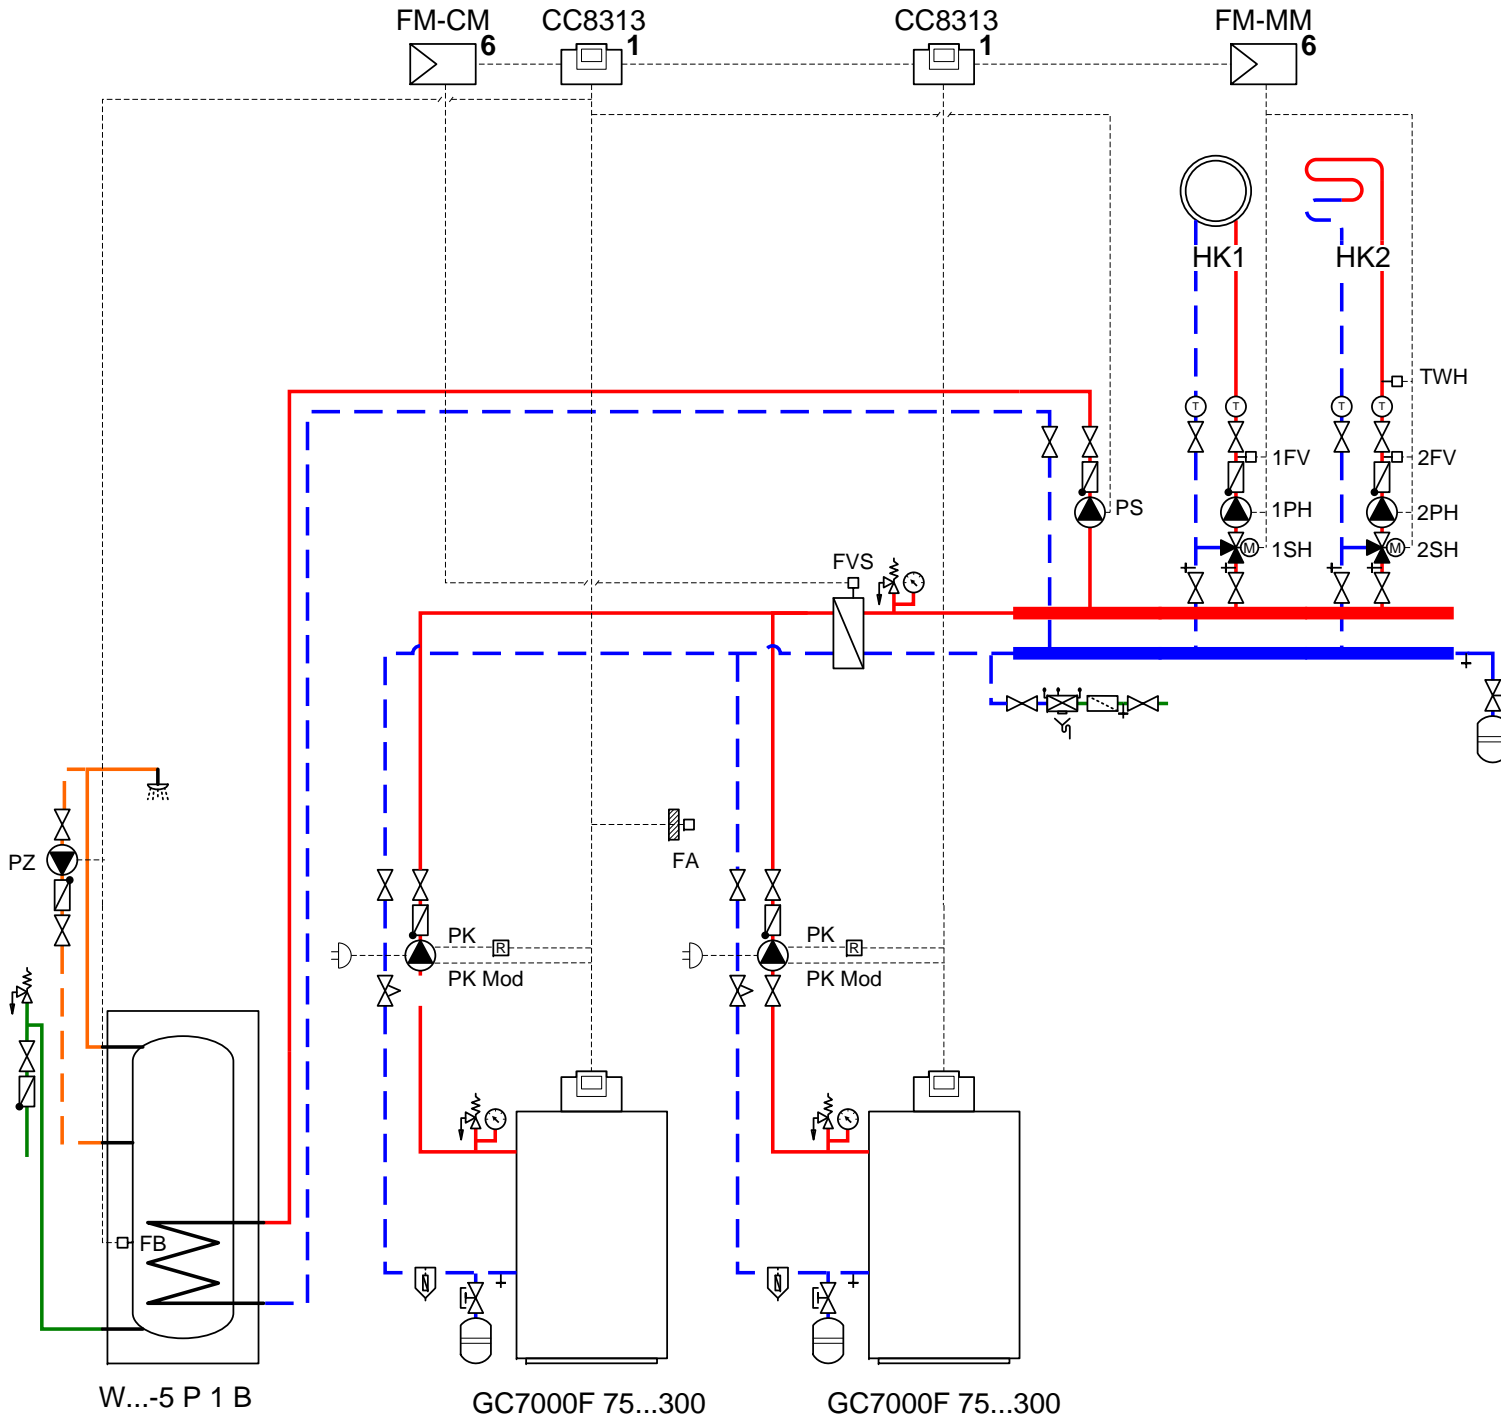 FM-CM
6
CC8313
1
CC8313
1
FM-MM
6
HK1
HK2
TWH
T
T
T
T
1FV
2FV
PS
1PH
2PH
M
1SH
M
2SH
FVS
PZ
FA
PK
R
PK Mod
PK
R
PK Mod
FB
W...-5 P 1 B
GC7000F 75...300
GC7000F 75...300